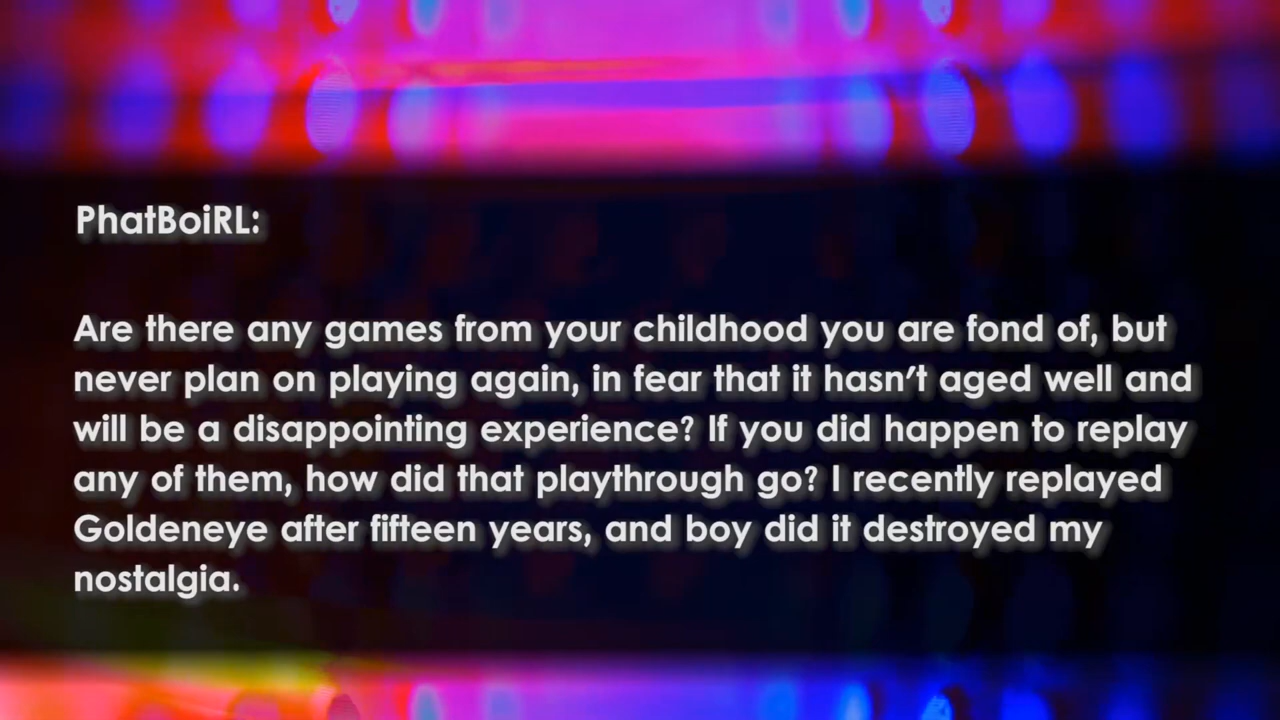 PhatBoiRL:
Are there any games from your childhood you are fond of, but
never plan on playing again, in fear that it hasn't aged well and
will be a disappointing experience? If you did happen to replay
any of them, how did that playthrough go? I recently replayed
Goldeneye after fifteen years, and boy did it destroyed my
nostalgia.